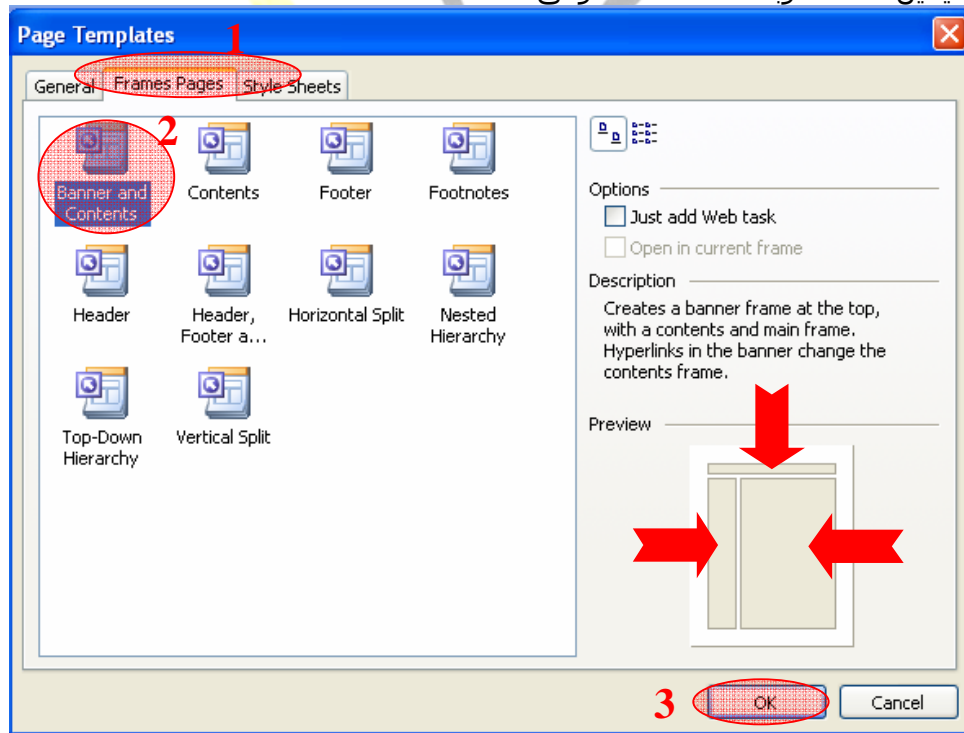 Page Templates
1
General
Frames Pages
Style Sheets
2
Banner and
Contents
Contents
Footer
Footnotes
Header
Header,
Footer a...
Horizontal Split
Nested
Hierarchy
Top-Down
Hierarchy
Vertical Split
Options
Just add Web task
Open in current frame
Description
Creates a banner frame at the top,
with a contents and main frame.
Hyperlinks in the banner change the
contents frame.
Preview
3
OK
Cancel